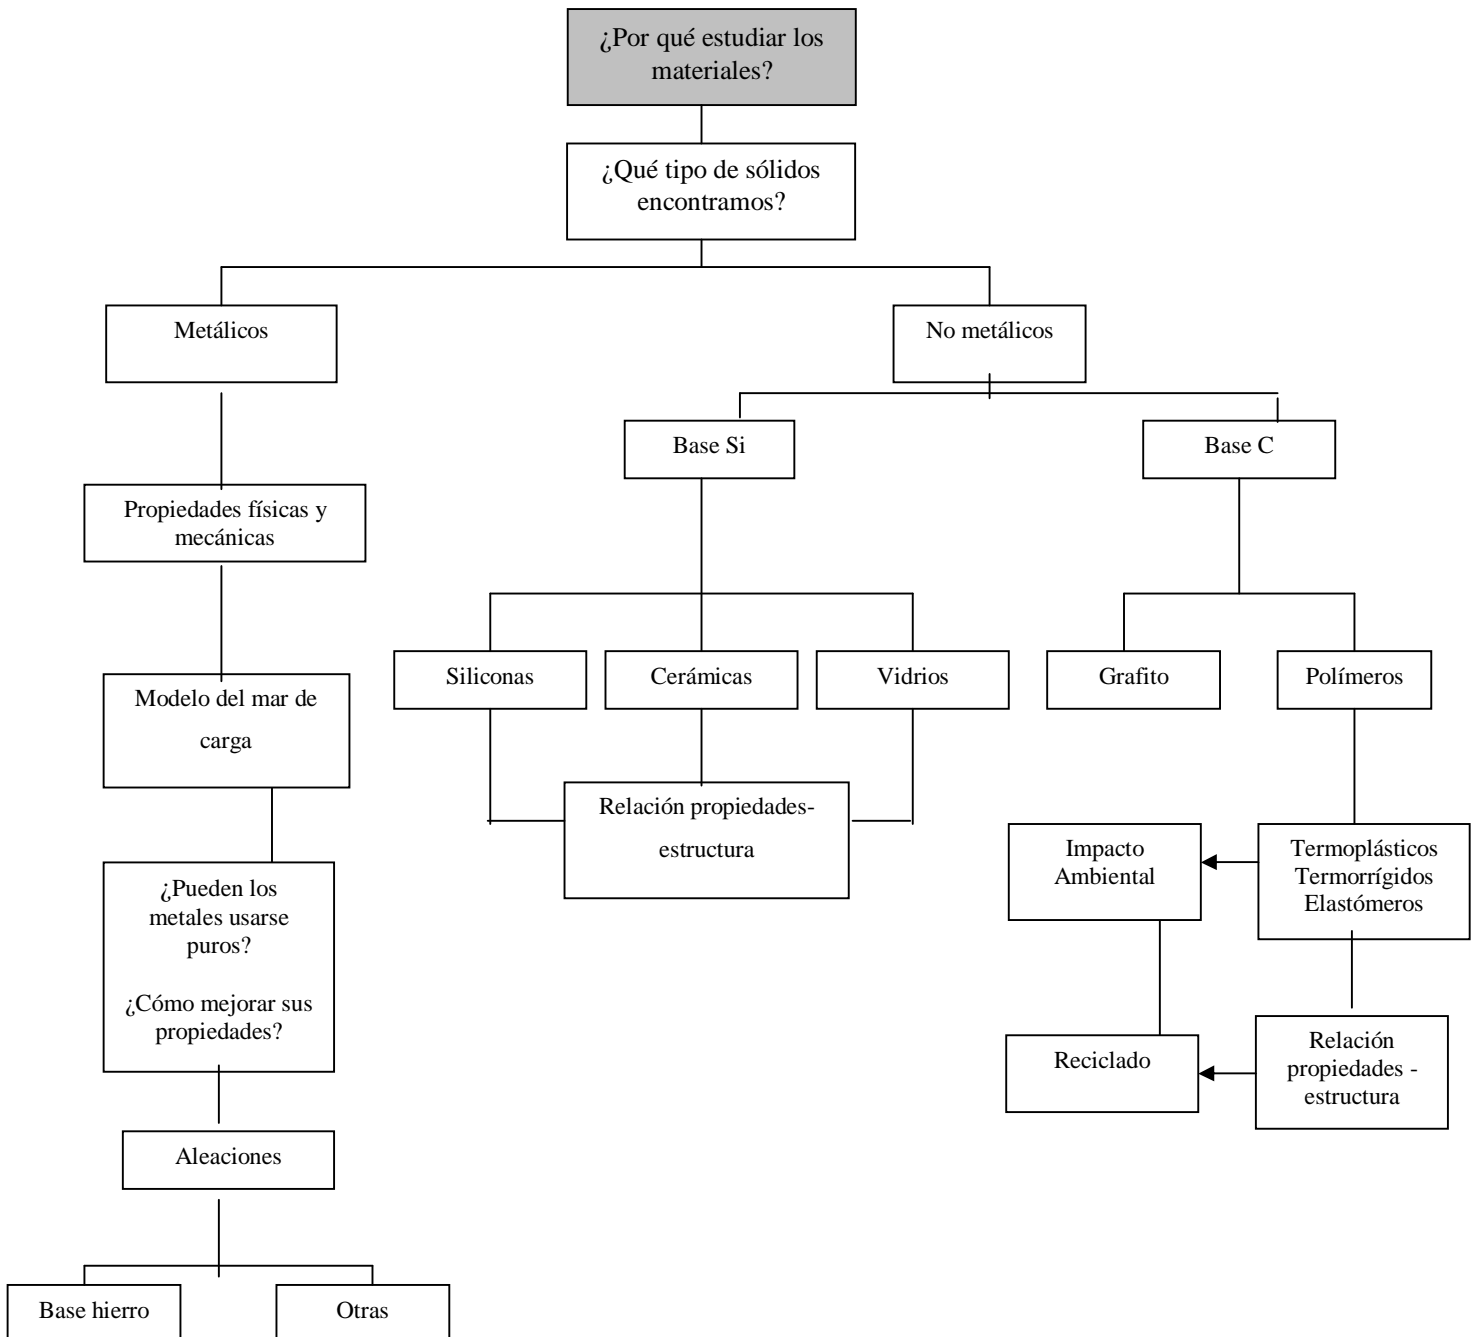 ¿Por qué estudiar los
materiales?
¿Qué tipo de sólidos
encontramos?
Metálicos
No metálicos
Base Si
Base C
Propiedades físicas y
mecánicas
Siliconas
Cerámicas
Vidrios
Grafito
Polímeros
Modelo del mar de
carga
Relación propiedades-
estructura
Impacto
Ambiental
Termoplásticos
Termorrígidos
Elastómeros
¿Pueden los
metales usarse
puros?
¿Cómo mejorar sus
propiedades?
Reciclado
Relación
propiedades -
estructura
Aleaciones
Base hierro
Otras